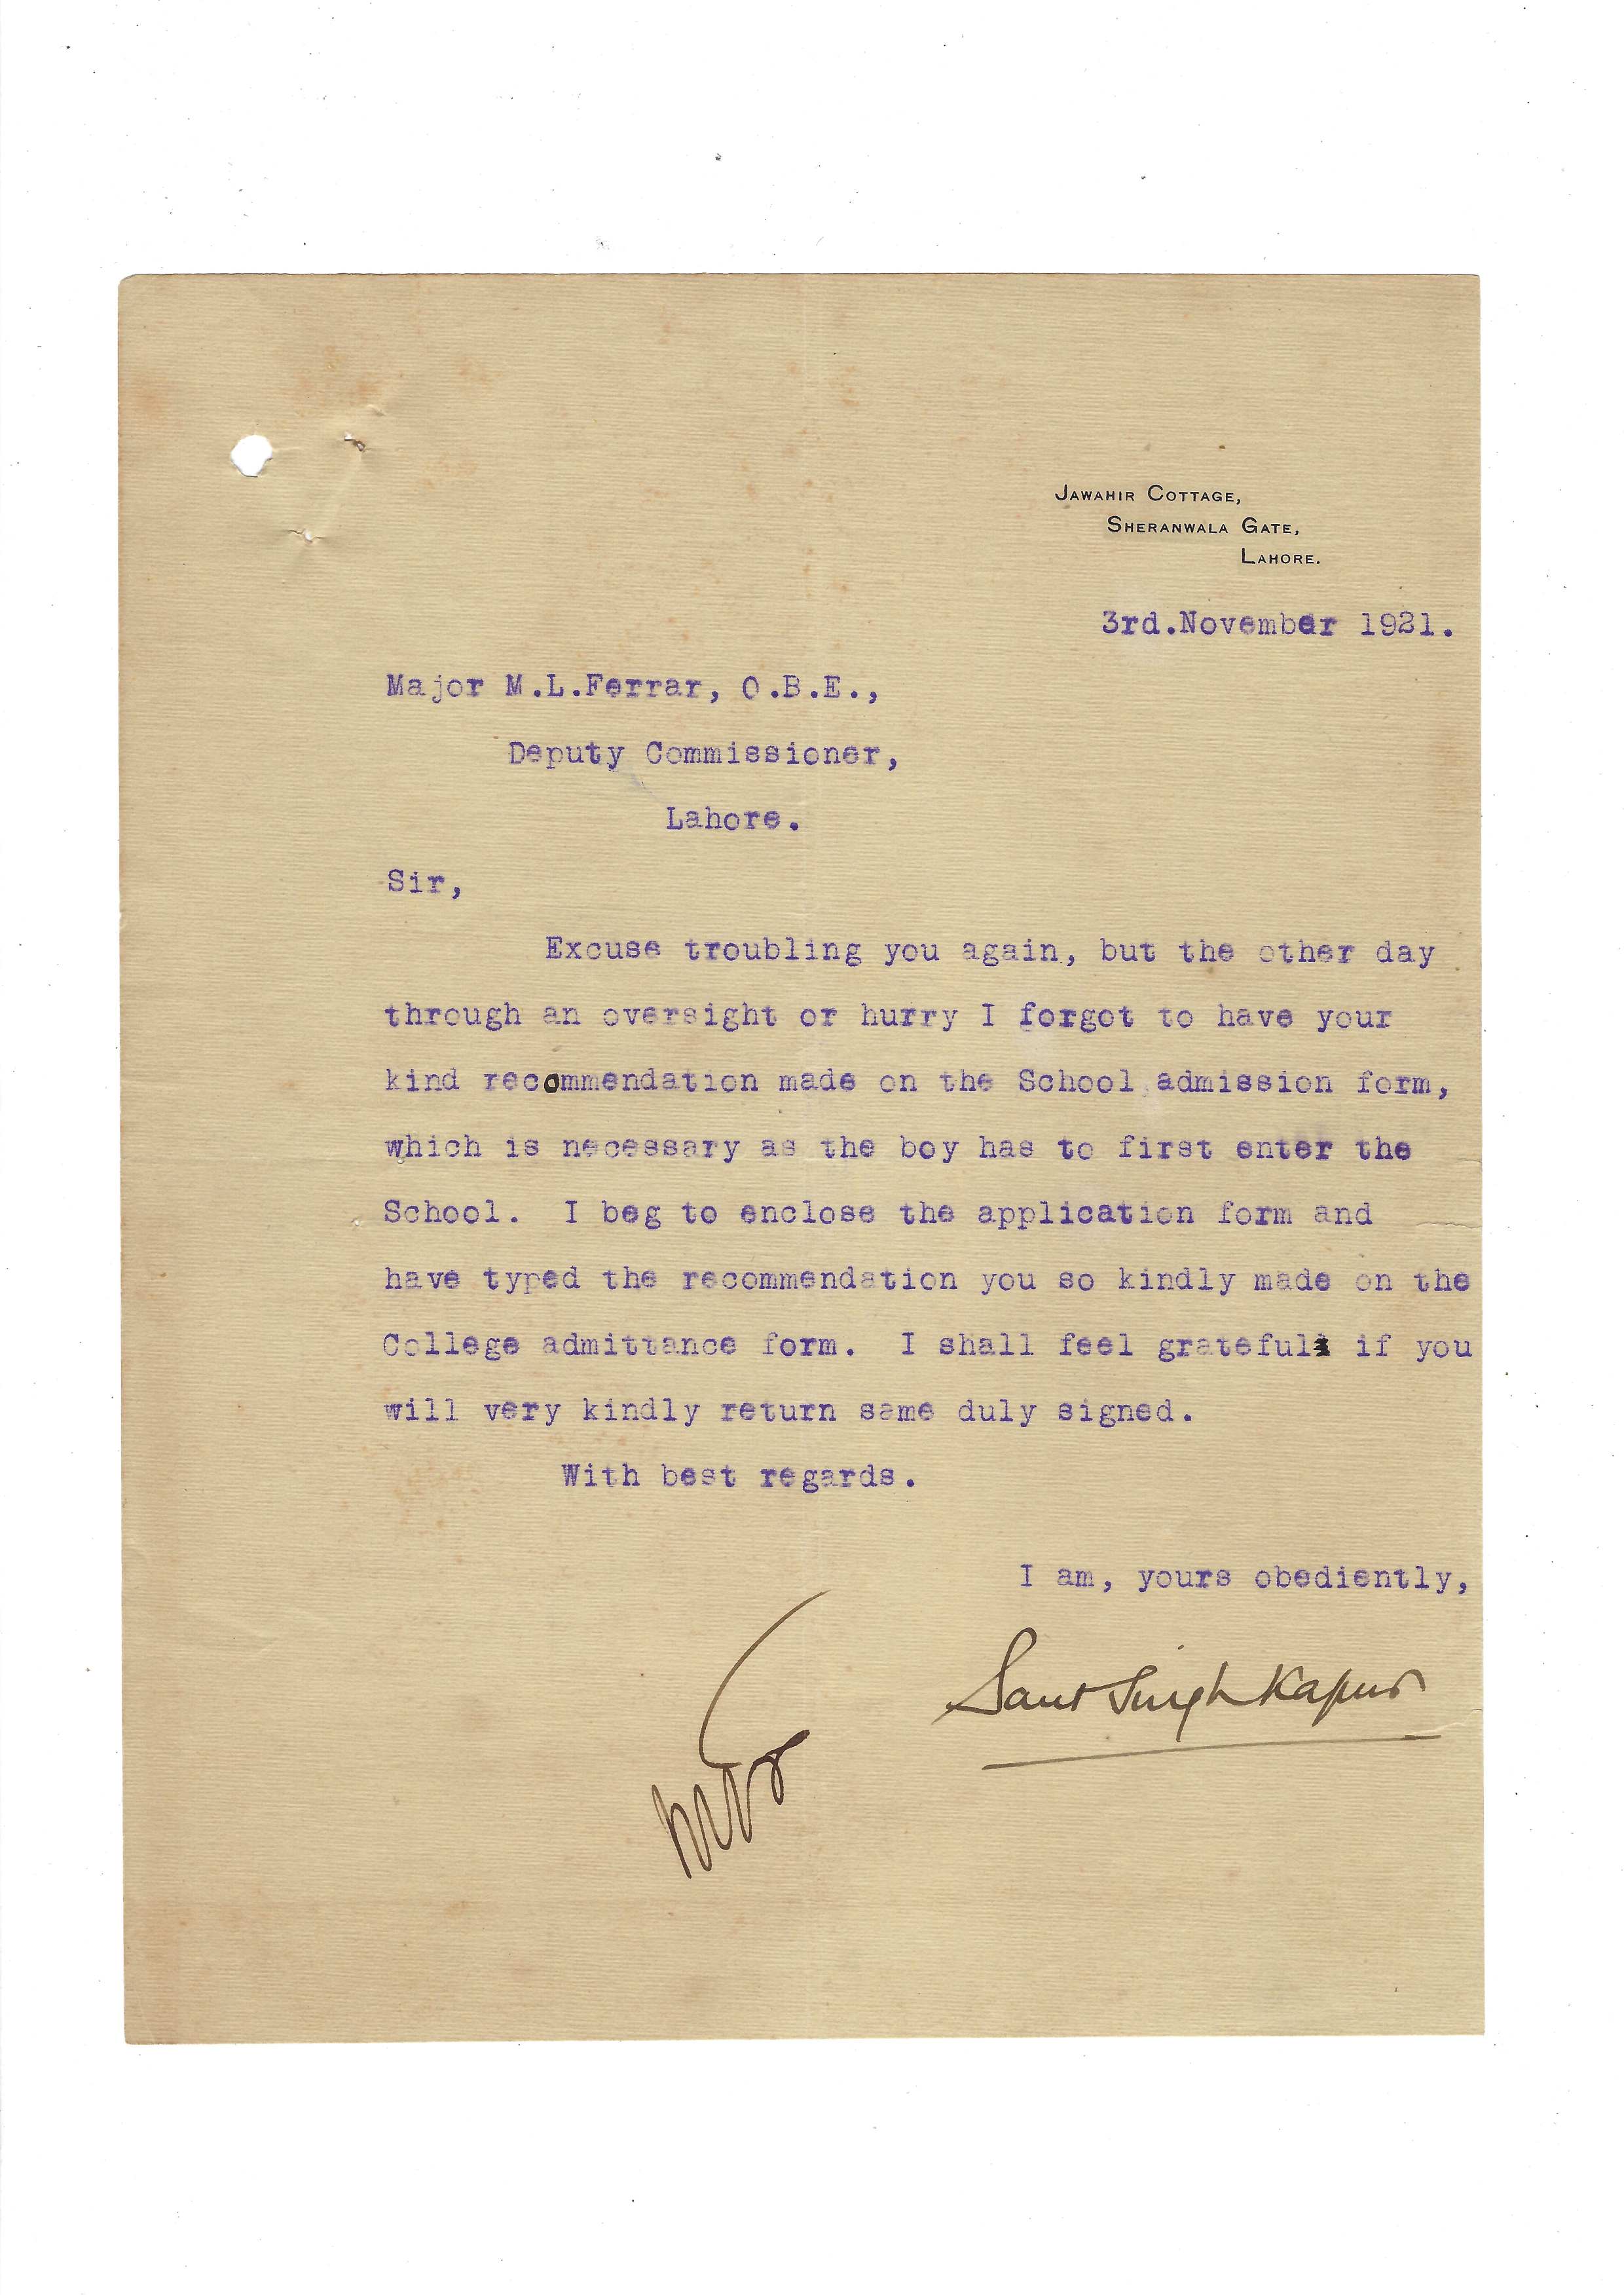 JAWAHIR COTTAGE,
SHERANWALA GATE,
LAHORE.
3rd.November 1921.
Major M.L.Ferrar, O.B.E.,
Deputy Commissioner,
Lahore.
Sir,
Excuse troubling you again, but the other day
through an oversight or hurry I forgot to have your
kind recommendation made on the School admission form,
which is necessary as the boy has to first enter the
School. I beg to enclose the application form and
have typed the recommendation you so kindly made on the
College admittance form. I shall feel grateful if you
will very kindly return same duly signed.
With best regards.
I am, yours obediently,
Sant Singh Kapur